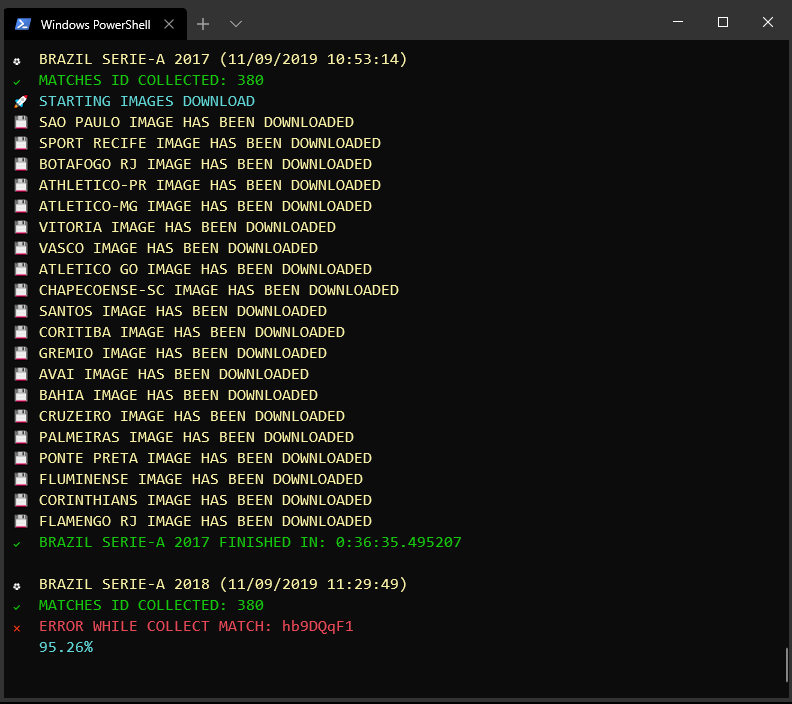 Windows PowerShell
BRAZIL SERIE-A 2017 (11/09/2019 10:53:14)
MATCHES ID COLLECTED: 380
STARTING IMAGES DOWNLOAD
SAO PAULO IMAGE HAS BEEN DOWNLOADED
SPORT RECIFE IMAGE HAS BEEN DOWNLOADED
BOTAFOGO RJ IMAGE HAS BEEN DOWNLOADED
ATHLETICO-PR IMAGE HAS BEEN DOWNLOADED
ATLETICO-MG IMAGE HAS BEEN DOWNLOADED
VITORIA IMAGE HAS BEEN DOWNLOADED
VASCO IMAGE HAS BEEN DOWNLOADED
ATLETICO GO IMAGE HAS BEEN DOWNLOADED
CHAPECOENSE-SC IMAGE HAS BEEN DOWNLOADED
SANTOS IMAGE HAS BEEN DOWNLOADED
CORITIBA IMAGE HAS BEEN DOWNLOADED
GREMIO IMAGE HAS BEEN DOWNLOADED
AVAI IMAGE HAS BEEN DOWNLOADED
BAHIA IMAGE HAS BEEN DOWNLOADED
CRUZEIRO IMAGE HAS BEEN DOWNLOADED
PALMEIRAS IMAGE HAS BEEN DOWNLOADED
PONTE PRETA IMAGE HAS BEEN DOWNLOADED
FLUMINENSE IMAGE HAS BEEN DOWNLOADED
CORINTHIANS IMAGE HAS BEEN DOWNLOADED
FLAMENGO RJ IMAGE HAS BEEN DOWNLOADED
BRAZIL SERIE-A 2017 FINISHED IN: 0:36:35.495207
BRAZIL SERIE-A 2018 (11/09/2019 11:29:49)
MATCHES ID COLLECTED: 380
ERROR WHILE COLLECT MATCH: hb9DQqF1
95.26%